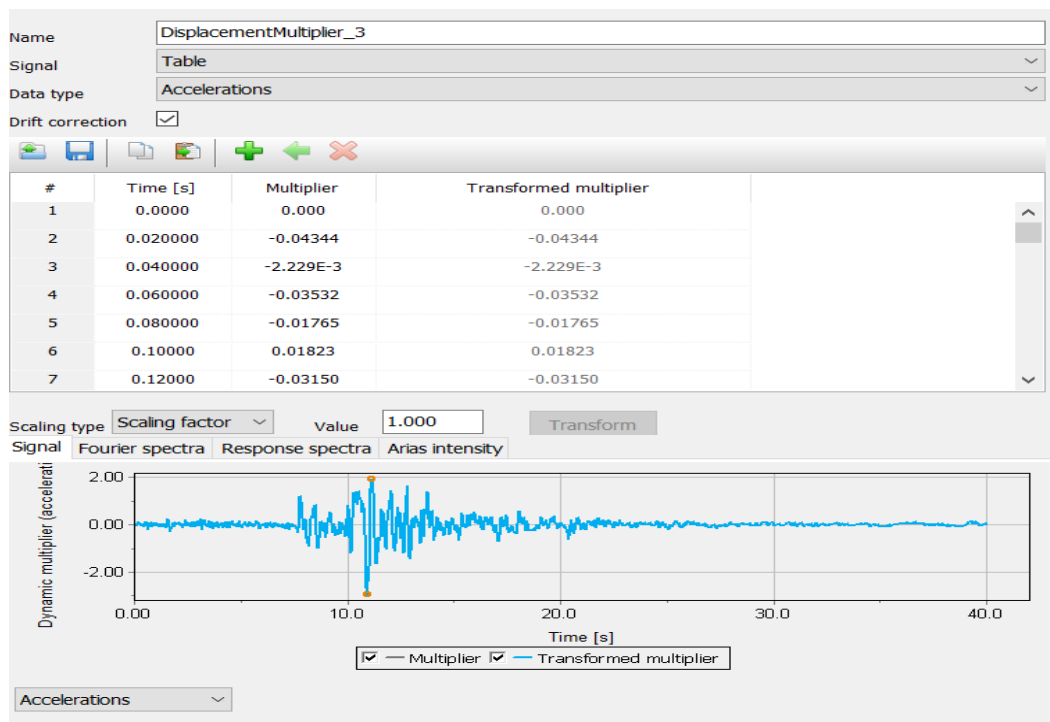 Name DisplacementMultiplier_3
Signal Table
Data type Accelerations
Drift correction
# Time [s] Multiplier Transformed multiplier
1 0.0000 0.000 0.000
2 0.020000 -0.04344 -0.04344
3 0.040000 -2.229E-3 -2.229E-3
4 0.060000 -0.03532 -0.03532
5 0.080000 -0.01765 -0.01765
6 0.10000 0.01823 0.01823
7 0.12000 -0.03150 -0.03150
Scaling type Scaling factor Value 1.000 Transform
Signal Fourier spectra Response spectra Arias intensity
Dynamic multiplier (accelerati
2.00
0.00
-2.00
0.00 10.0 20.0 30.0 40.0
Time [s]
Multiplier Transformed multiplier
Accelerations